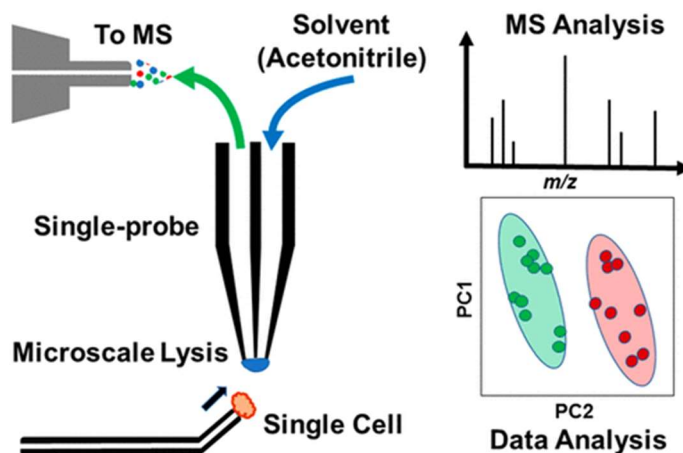 To MS
Solvent
(Acetonitrile)
Single-probe
Microscale Lysis
Single Cell
MS Analysis
m/z
PC1
PC2
Data Analysis